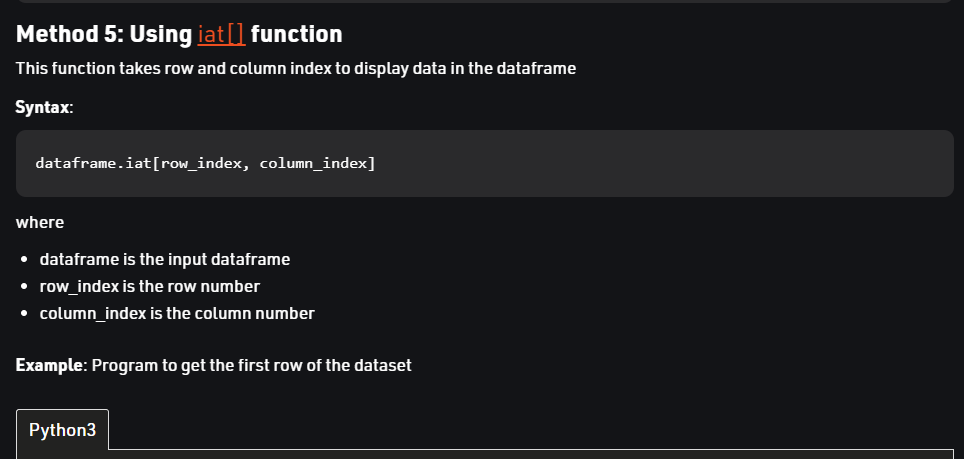 Method 5: Using iat[] function
This function takes row and column index to display data in the dataframe
Syntax:
dataframe.iat[row_index, column_index]
where
• dataframe is the input dataframe
• row_index is the row number
• column_index is the column number
Example: Program to get the first row of the dataset
Python3